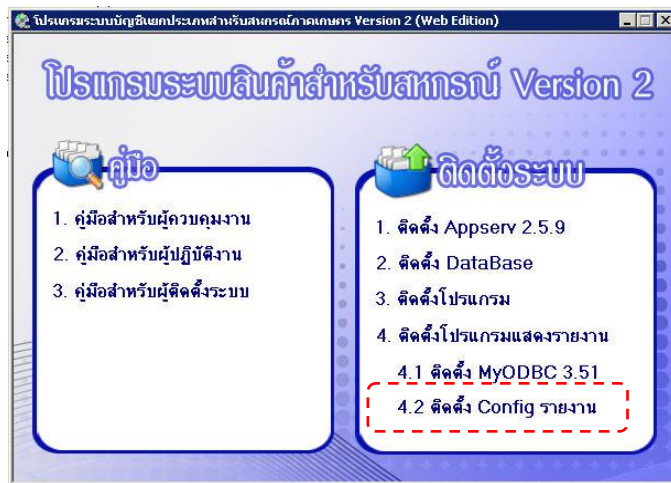 โปรแกรมระบบบัญชีแยกประเภทสำหรับสหกรณ์ภาคเกษตร Version 2 (Web Edition)
โปรแกรมระบบสินค้าสำหรับสหกรณ์ Version 2
คู่มือ
1. คู่มือสำหรับผู้ควบคุมงาน
2. คู่มือสำหรับผู้ปฏิบัติงาน
3. คู่มือสำหรับผู้ติดตั้งระบบ
ติดตั้งระบบ
1. ติดตั้ง Appserv 2.5.9
2. ติดตั้ง DataBase
3. ติดตั้งโปรแกรม
4. ติดตั้งโปรแกรมแสดงรายงาน
4.1 ติดตั้ง MyODBC 3.51
4.2 ติดตั้ง Config รายงาน